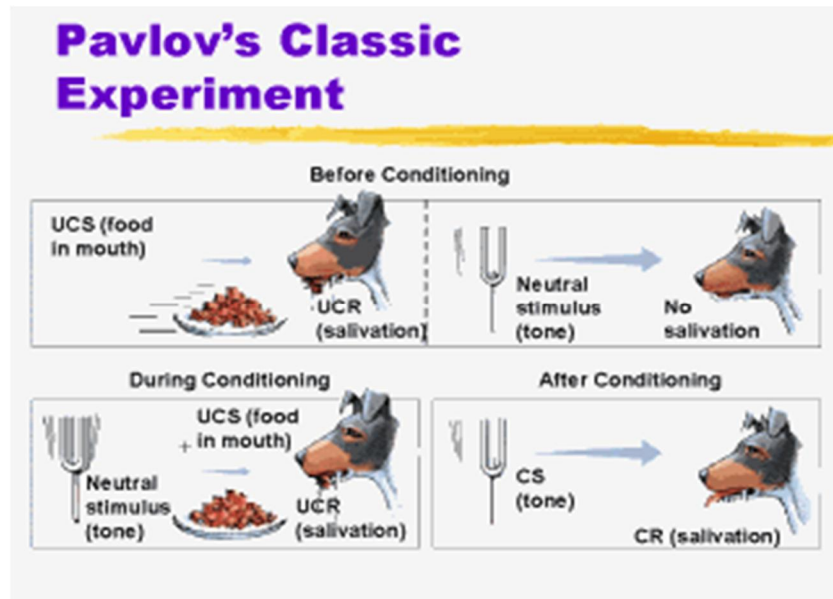 Pavlov's Classic
Experiment
Before Conditioning
UCS (food
in mouth)
UCR
(salivation)
Neutral
stimulus
(tone)
No
salivation
During Conditioning
Neutral
stimulus
(tone)
+
UCS (food
in mouth)
UCR
(salivation)
After Conditioning
CS
(tone)
CR (salivation)